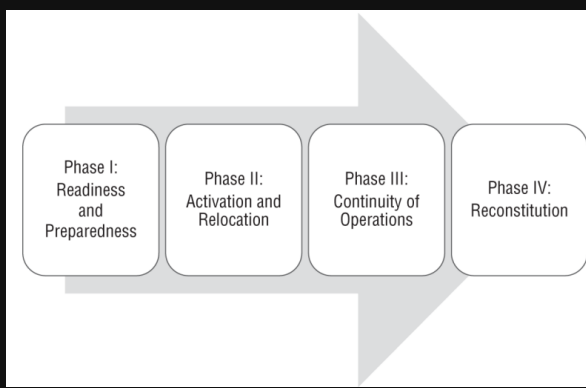 Phase I:
Readiness
and
Preparedness
Phase II:
Activation and
Relocation
Phase III:
Continuity of
Operations
Phase IV:
Reconstitution